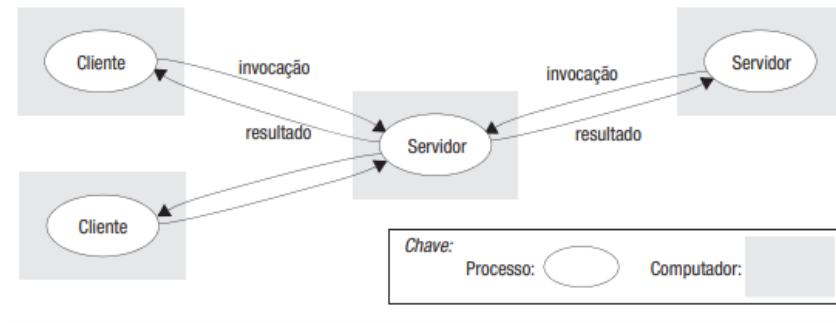 Cliente
invocação
resultado
Servidor
invocação
resultado
Servidor
Cliente
Chave:
Processo:
Computador: